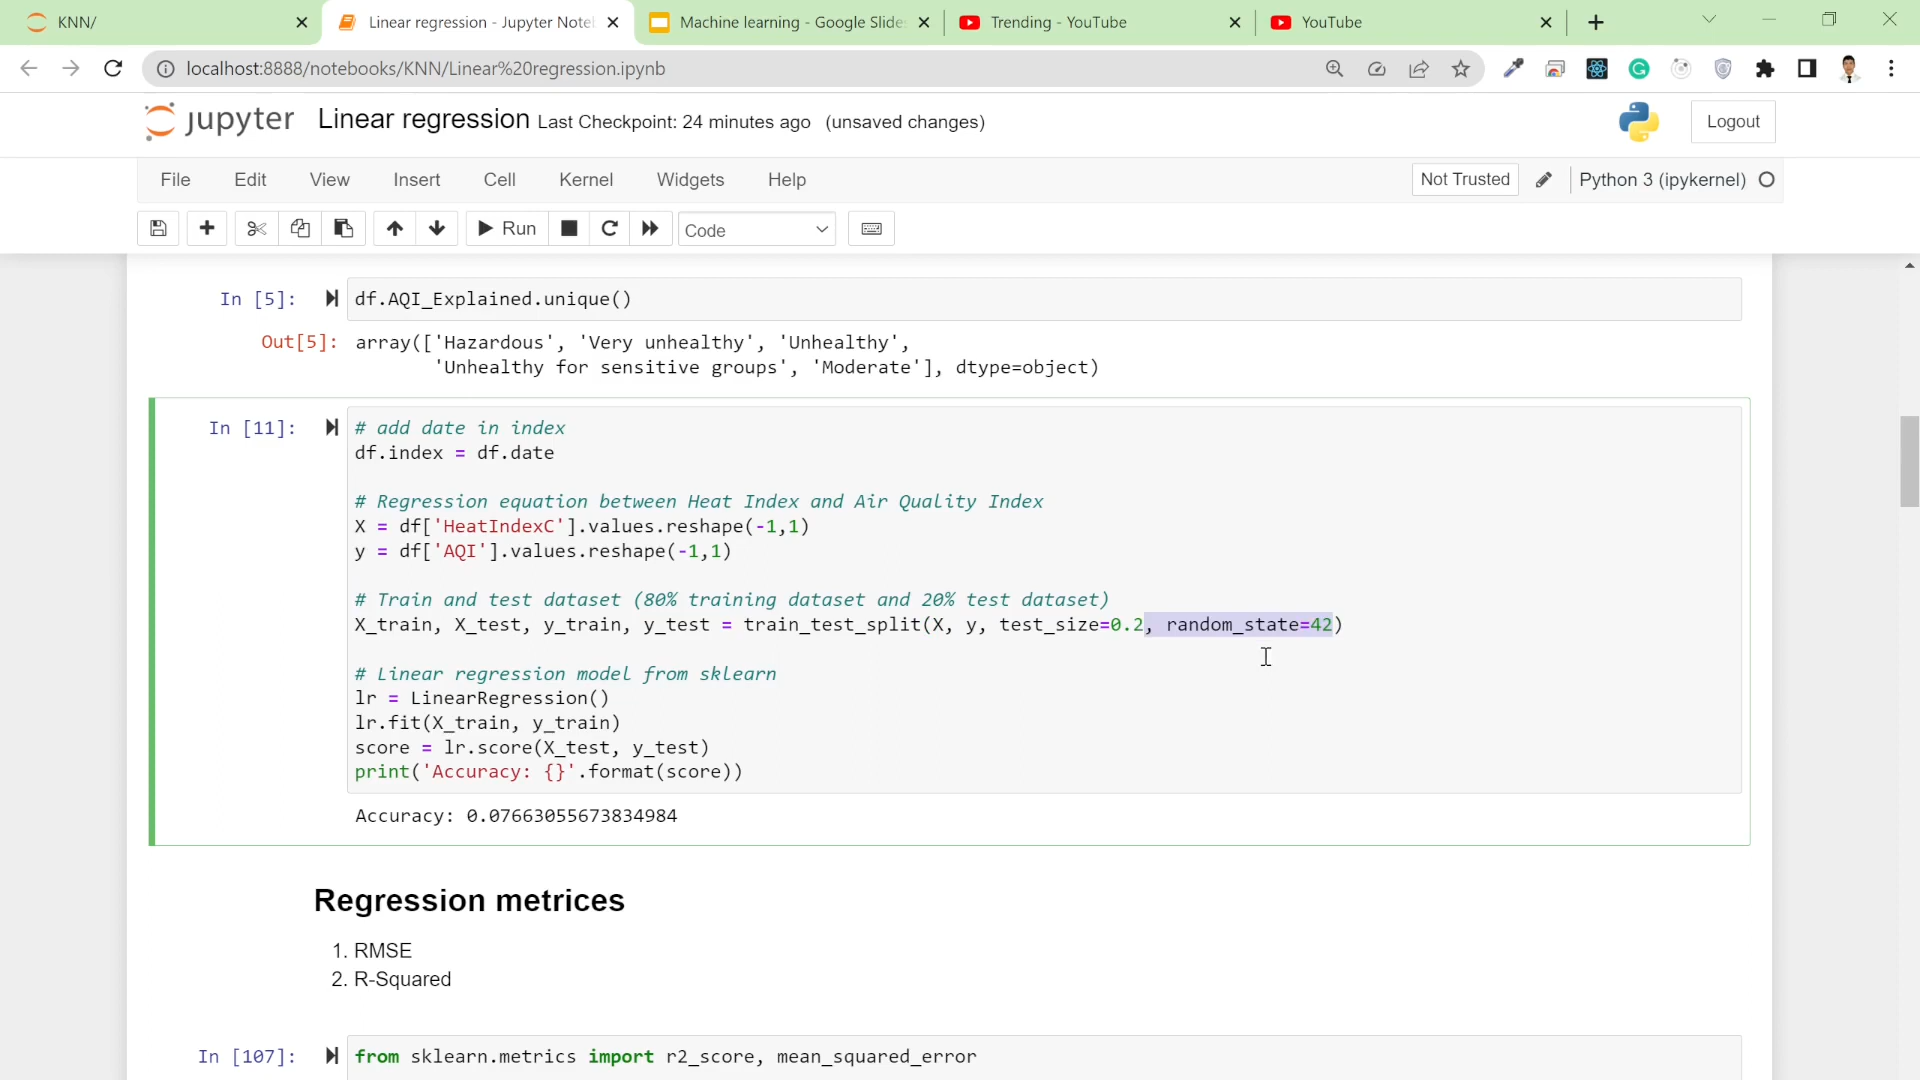 KNN/
Linear regression - Jupyter Note
Machine learning - Google Slide
Trending - YouTube
YouTube
localhost:8888/notebooks/KNN/Linear%20regression.ipynb
jupyter Linear regression Last Checkpoint: 24 minutes ago (unsaved changes)
Logout
File Edit View Insert Cell Kernel Widgets Help
Not Trusted
Python 3 (ipykernel)
Run
Code
In [5]: df.AQI_Explained.unique()
Out[5]: array(['Hazardous', 'Very unhealthy', 'Unhealthy',
'Unhealthy for sensitive groups', 'Moderate'], dtype=object)
In [11]: # add date in index
df.index = df.date
# Regression equation between Heat Index and Air Quality Index
X = df['HeatIndexC'].values.reshape(-1,1)
y = df['AQI'].values.reshape(-1,1)
# Train and test dataset (80% training dataset and 20% test dataset)
X_train, X_test, y_train, y_test = train_test_split(X, y, test_size=0.2, random_state=42)
# Linear regression model from sklearn
lr = LinearRegression()
lr.fit(X_train, y_train)
score = lr.score(X_test, y_test)
print('Accuracy: {}'.format(score))
Accuracy: 0.07663055673834984
Regression metrices
1. RMSE
2. R-Squared
In [107]: from sklearn.metrics import r2_score, mean_squared_error